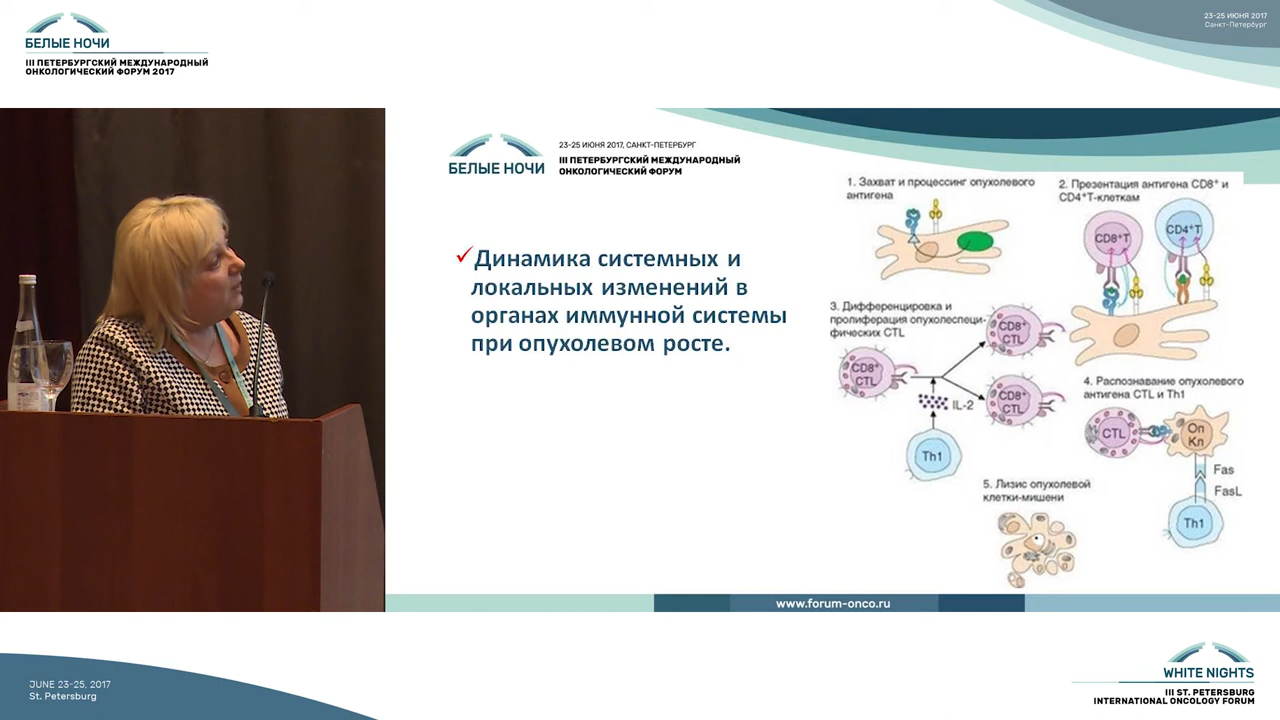 БЕЛЫЕ НОЧИ
III ПЕТЕРБУРГСКИЙ МЕЖДУНАРОДНЫЙ
ОНКОЛОГИЧЕСКИЙ ФОРУМ 2017
23-25 ИЮНЯ 2017
Санкт-Петербург
БЕЛЫЕ НОЧИ
23-25 ИЮНЯ 2017, САНКТ-ПЕТЕРБУРГ
III ПЕТЕРБУРГСКИЙ МЕЖДУНАРОДНЫЙ
ОНКОЛОГИЧЕСКИЙ ФОРУМ
Динамика системных и
локальных изменений в
органах иммунной системы
при опухолевом росте.
1. Захват и процессинг опухолевого
антигена
2. Презентация антигена CD8⁺ и
CD4⁺Т-клеткам
CD8⁺T
CD4⁺T
3. Дифференцировка и
пролиферация опухолеспеци-
фических CTL
CD8⁺
CTL
CD8⁺
CTL
CD8⁺
CTL
IL-2
Th1
4. Распознавание опухолевого
антигена CTL и Th1
CTL
Оп
Кл
Fas
FasL
Th1
5. Лизис опухолевой
клетки-мишени
www.forum-onco.ru
JUNE 23-25, 2017
St. Petersburg
WHITE NIGHTS
III ST. PETERSBURG
INTERNATIONAL ONCOLOGY FORUM